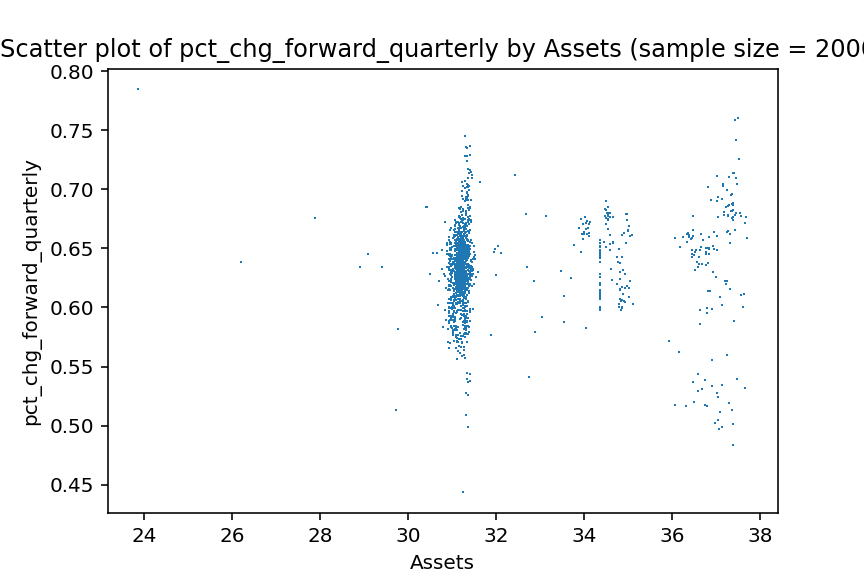 Scatter plot of pct_chg_forward_quarterly by Assets (sample size = 200
0.80
0.75
0.70
0.65
0.60
0.55
0.50
0.45
pct_chg_forward_quarterly
24 26 28 30 32 34 36 38
Assets